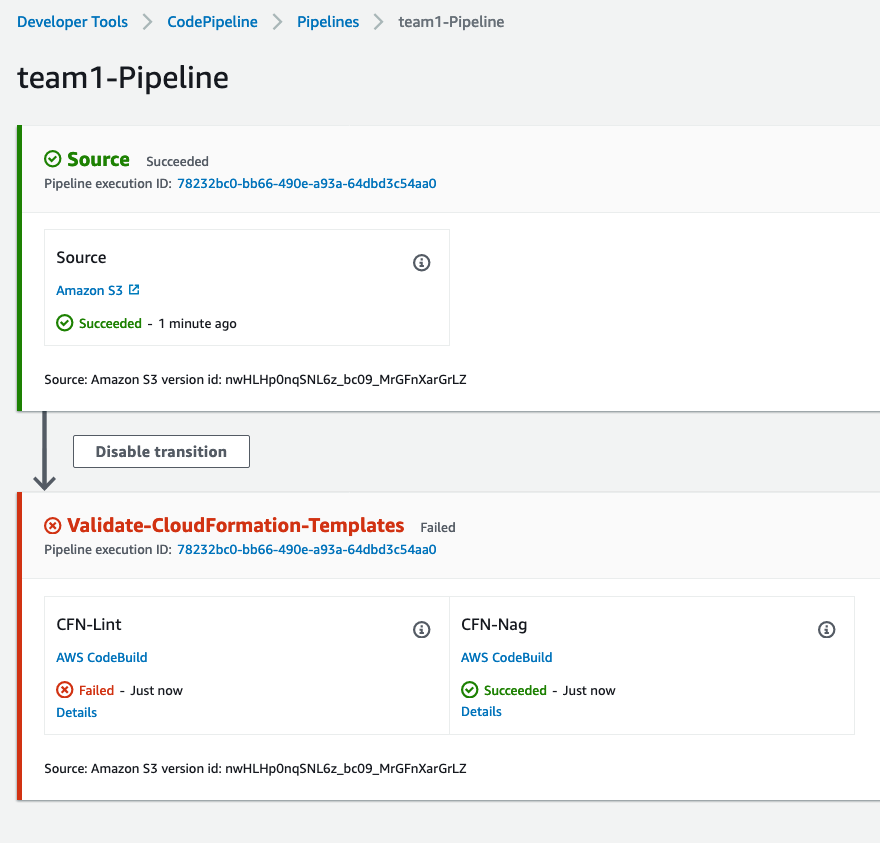 Developer Tools > CodePipeline > Pipelines > team1-Pipeline
team1-Pipeline
Source Succeeded
Pipeline execution ID: 78232bc0-bb66-490e-a93a-64dbd3c54aa0
Source
Amazon S3
Succeeded - 1 minute ago
Source: Amazon S3 version id: nwHLHp0nqSNL6z_bc09_MrGFnXarGrLZ
Disable transition
Validate-CloudFormation-Templates Failed
Pipeline execution ID: 78232bc0-bb66-490e-a93a-64dbd3c54aa0
CFN-Lint
AWS CodeBuild
Failed - Just now
Details
CFN-Nag
AWS CodeBuild
Succeeded - Just now
Details
Source: Amazon S3 version id: nwHLHp0nqSNL6z_bc09_MrGFnXarGrLZ